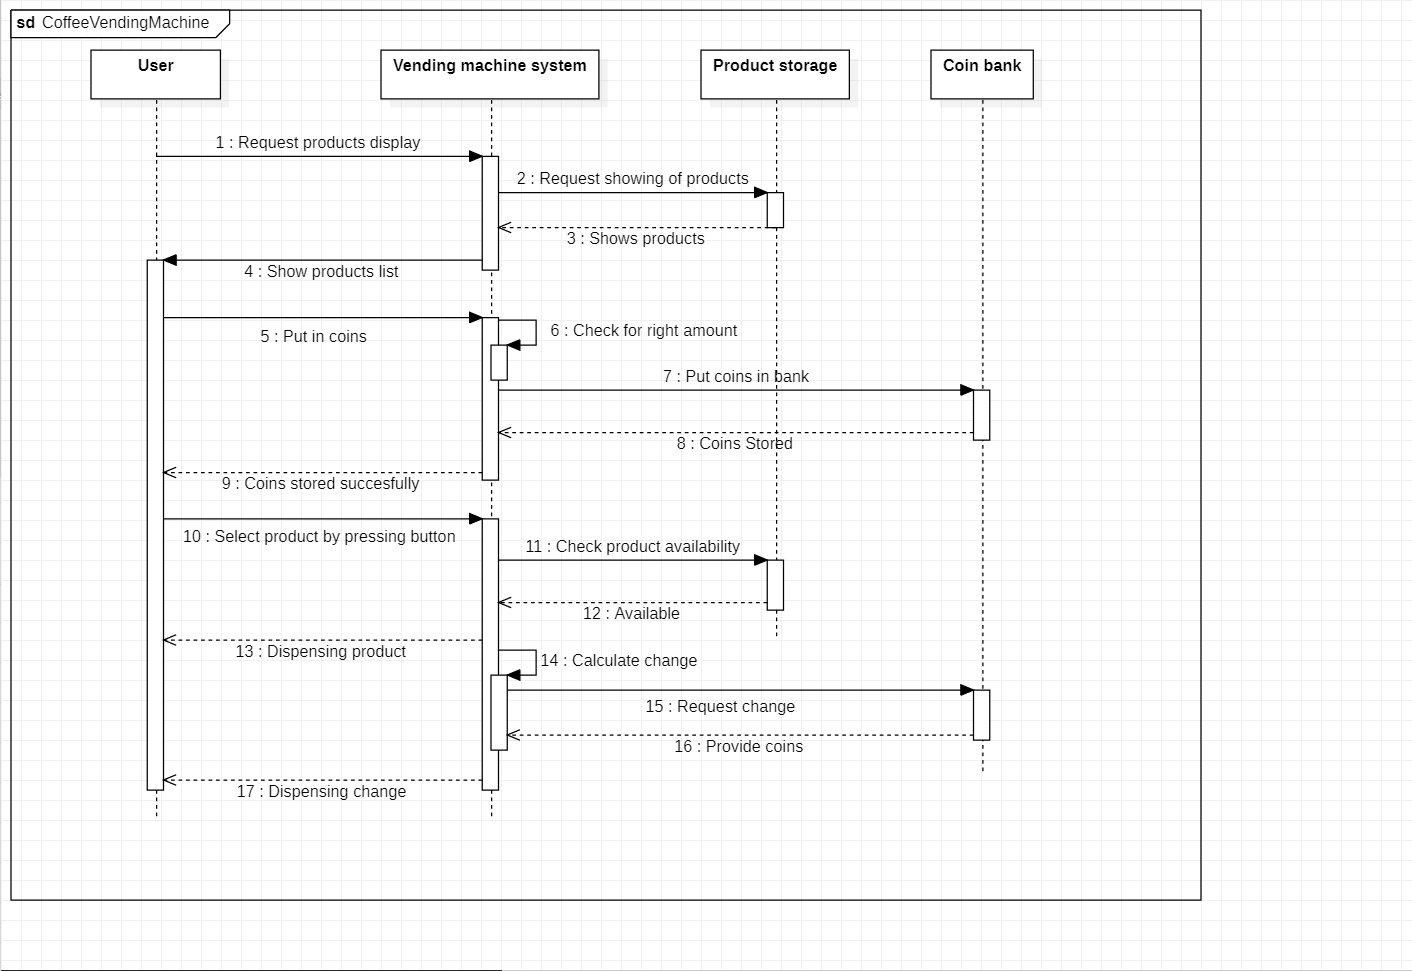 sd CoffeeVendingMachine
User
Vending machine system
Product storage
Coin bank
1 : Request products display
2 : Request showing of products
3 : Shows products
4 : Show products list
5 : Put in coins
6 : Check for right amount
7 : Put coins in bank
8 : Coins Stored
9 : Coins stored succesfully
10 : Select product by pressing button
11 : Check product availability
12 : Available
13 : Dispensing product
14 : Calculate change
15 : Request change
16 : Provide coins
17 : Dispensing change